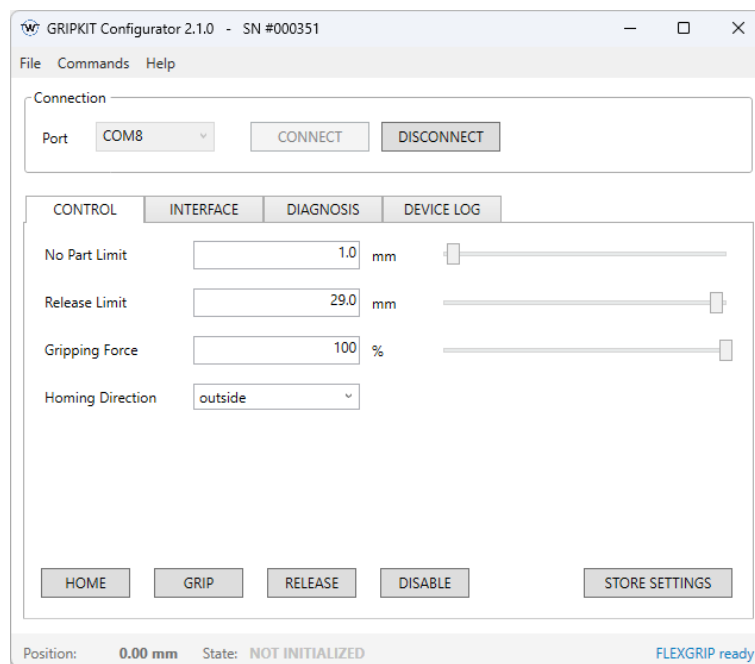 W GRIPKIT Configurator 2.1.0 - SN #000351
File Commands Help
Connection
Port COM8 CONNECT DISCONNECT
CONTROL INTERFACE DIAGNOSIS DEVICE LOG
No Part Limit 1.0 mm
Release Limit 29.0 mm
Gripping Force 100 %
Homing Direction outside
HOME GRIP RELEASE DISABLE STORE SETTINGS
Position: 0.00 mm State: NOT INITIALIZED FLEXGRIP ready